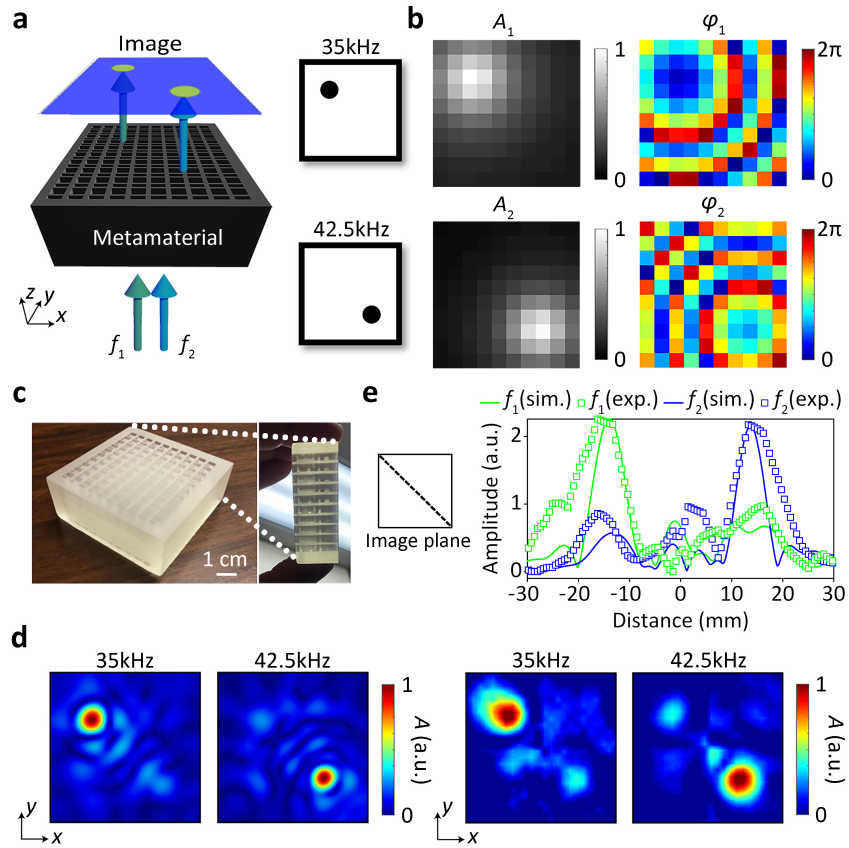 a
Image
Metamaterial
z
y
x
f1
f2
35kHz
42.5kHz
b
A1
φ1
1
0
2π
0
A2
φ2
1
0
2π
0
c
1 cm
e
Image plane
f1(sim.) f1(exp.) f2(sim.) f2(exp.)
Amplitude (a.u.)
2
1
0
-30 -20 -10 0 10 20 30
Distance (mm)
d
35kHz 42.5kHz
1
A (a.u.)
0
y
x
35kHz 42.5kHz
1
A (a.u.)
0
y
x